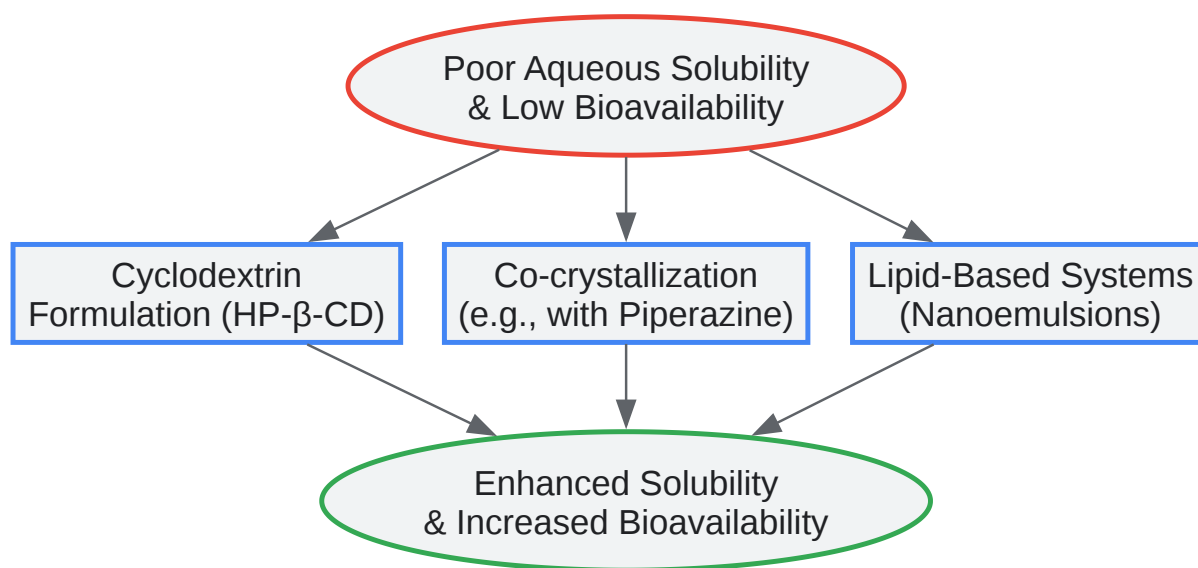 Poor Aqueous Solubility
& Low Bioavailability
Cyclodextrin
Formulation (HP-β-CD)
Co-crystallization
(e.g., with Piperazine)
Lipid-Based Systems
(Nanoemulsions)
Enhanced Solubility
& Increased Bioavailability